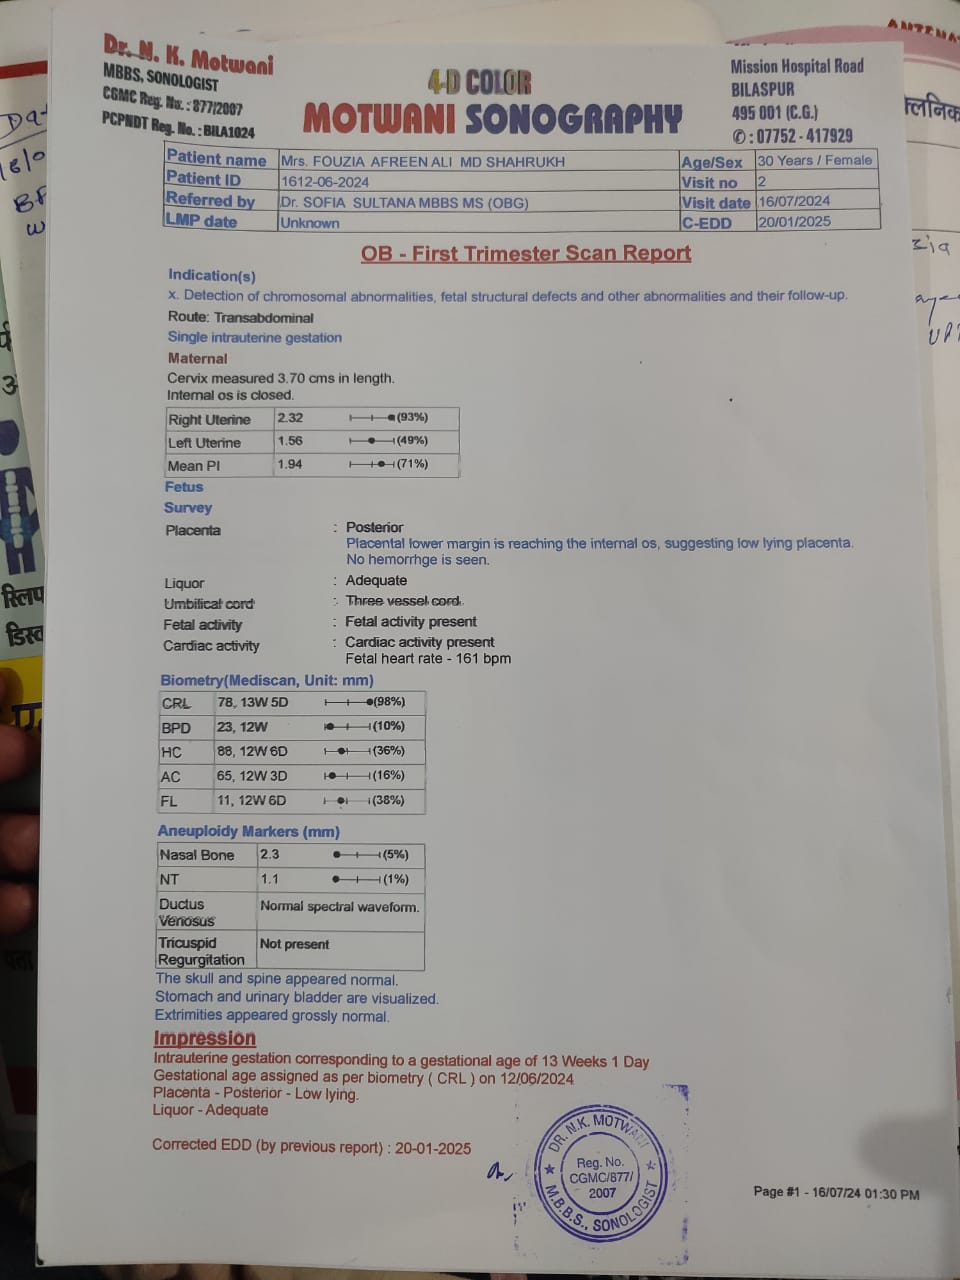 Dr. N. K. Motwani
MBBS, SONOLOGIST
CGMC Reg. No. : 877/2007
PCPNDT Reg. No. : BILA1024
4-D COLOR
MOTWANI SONOGRAPHY
Mission Hospital Road
BILASPUR
495 001 (C.G.)
✆ : 07752 - 417929
Patient name Mrs. FOUZIA AFREEN ALI MD SHAHRUKH Age/Sex 30 Years / Female
Patient ID 1612-06-2024 Visit no 2
Referred by Dr. SOFIA SULTANA MBBS MS (OBG) Visit date 16/07/2024
LMP date Unknown C-EDD 20/01/2025
OB - First Trimester Scan Report
Indication(s)
x. Detection of chromosomal abnormalities, fetal structural defects and other abnormalities and their follow-up.
Route: Transabdominal
Single intrauterine gestation
Maternal
Cervix measured 3.70 cms in length.
Internal os is closed.
Right Uterine 2.32 (93%)
Left Uterine 1.56 (49%)
Mean PI 1.94 (71%)
Fetus
Survey
Placenta : Posterior
Placental lower margin is reaching the internal os, suggesting low lying placenta.
No hemorrhge is seen.
Liquor : Adequate
Umbilical cord : Three vessel cord.
Fetal activity : Fetal activity present
Cardiac activity : Cardiac activity present
Fetal heart rate - 161 bpm
Biometry(Mediscan, Unit: mm)
CRL 78, 13W 5D (98%)
BPD 23, 12W (10%)
HC 88, 12W 6D (36%)
AC 65, 12W 3D (16%)
FL 11, 12W 6D (38%)
Aneuploidy Markers (mm)
Nasal Bone 2.3 (5%)
NT 1.1 (1%)
Ductus Venosus Normal spectral waveform.
Tricuspid Regurgitation Not present
The skull and spine appeared normal.
Stomach and urinary bladder are visualized.
Extrimities appeared grossly normal.
Impression
Intrauterine gestation corresponding to a gestational age of 13 Weeks 1 Day
Gestational age assigned as per biometry ( CRL ) on 12/06/2024
Placenta - Posterior - Low lying.
Liquor - Adequate
Corrected EDD (by previous report) : 20-01-2025
DR. N.K. MOTWANI
Reg. No.
CGMC/877/
2007
M.B.B.S., SONOLOGIST
Page #1 - 16/07/24 01:30 PM